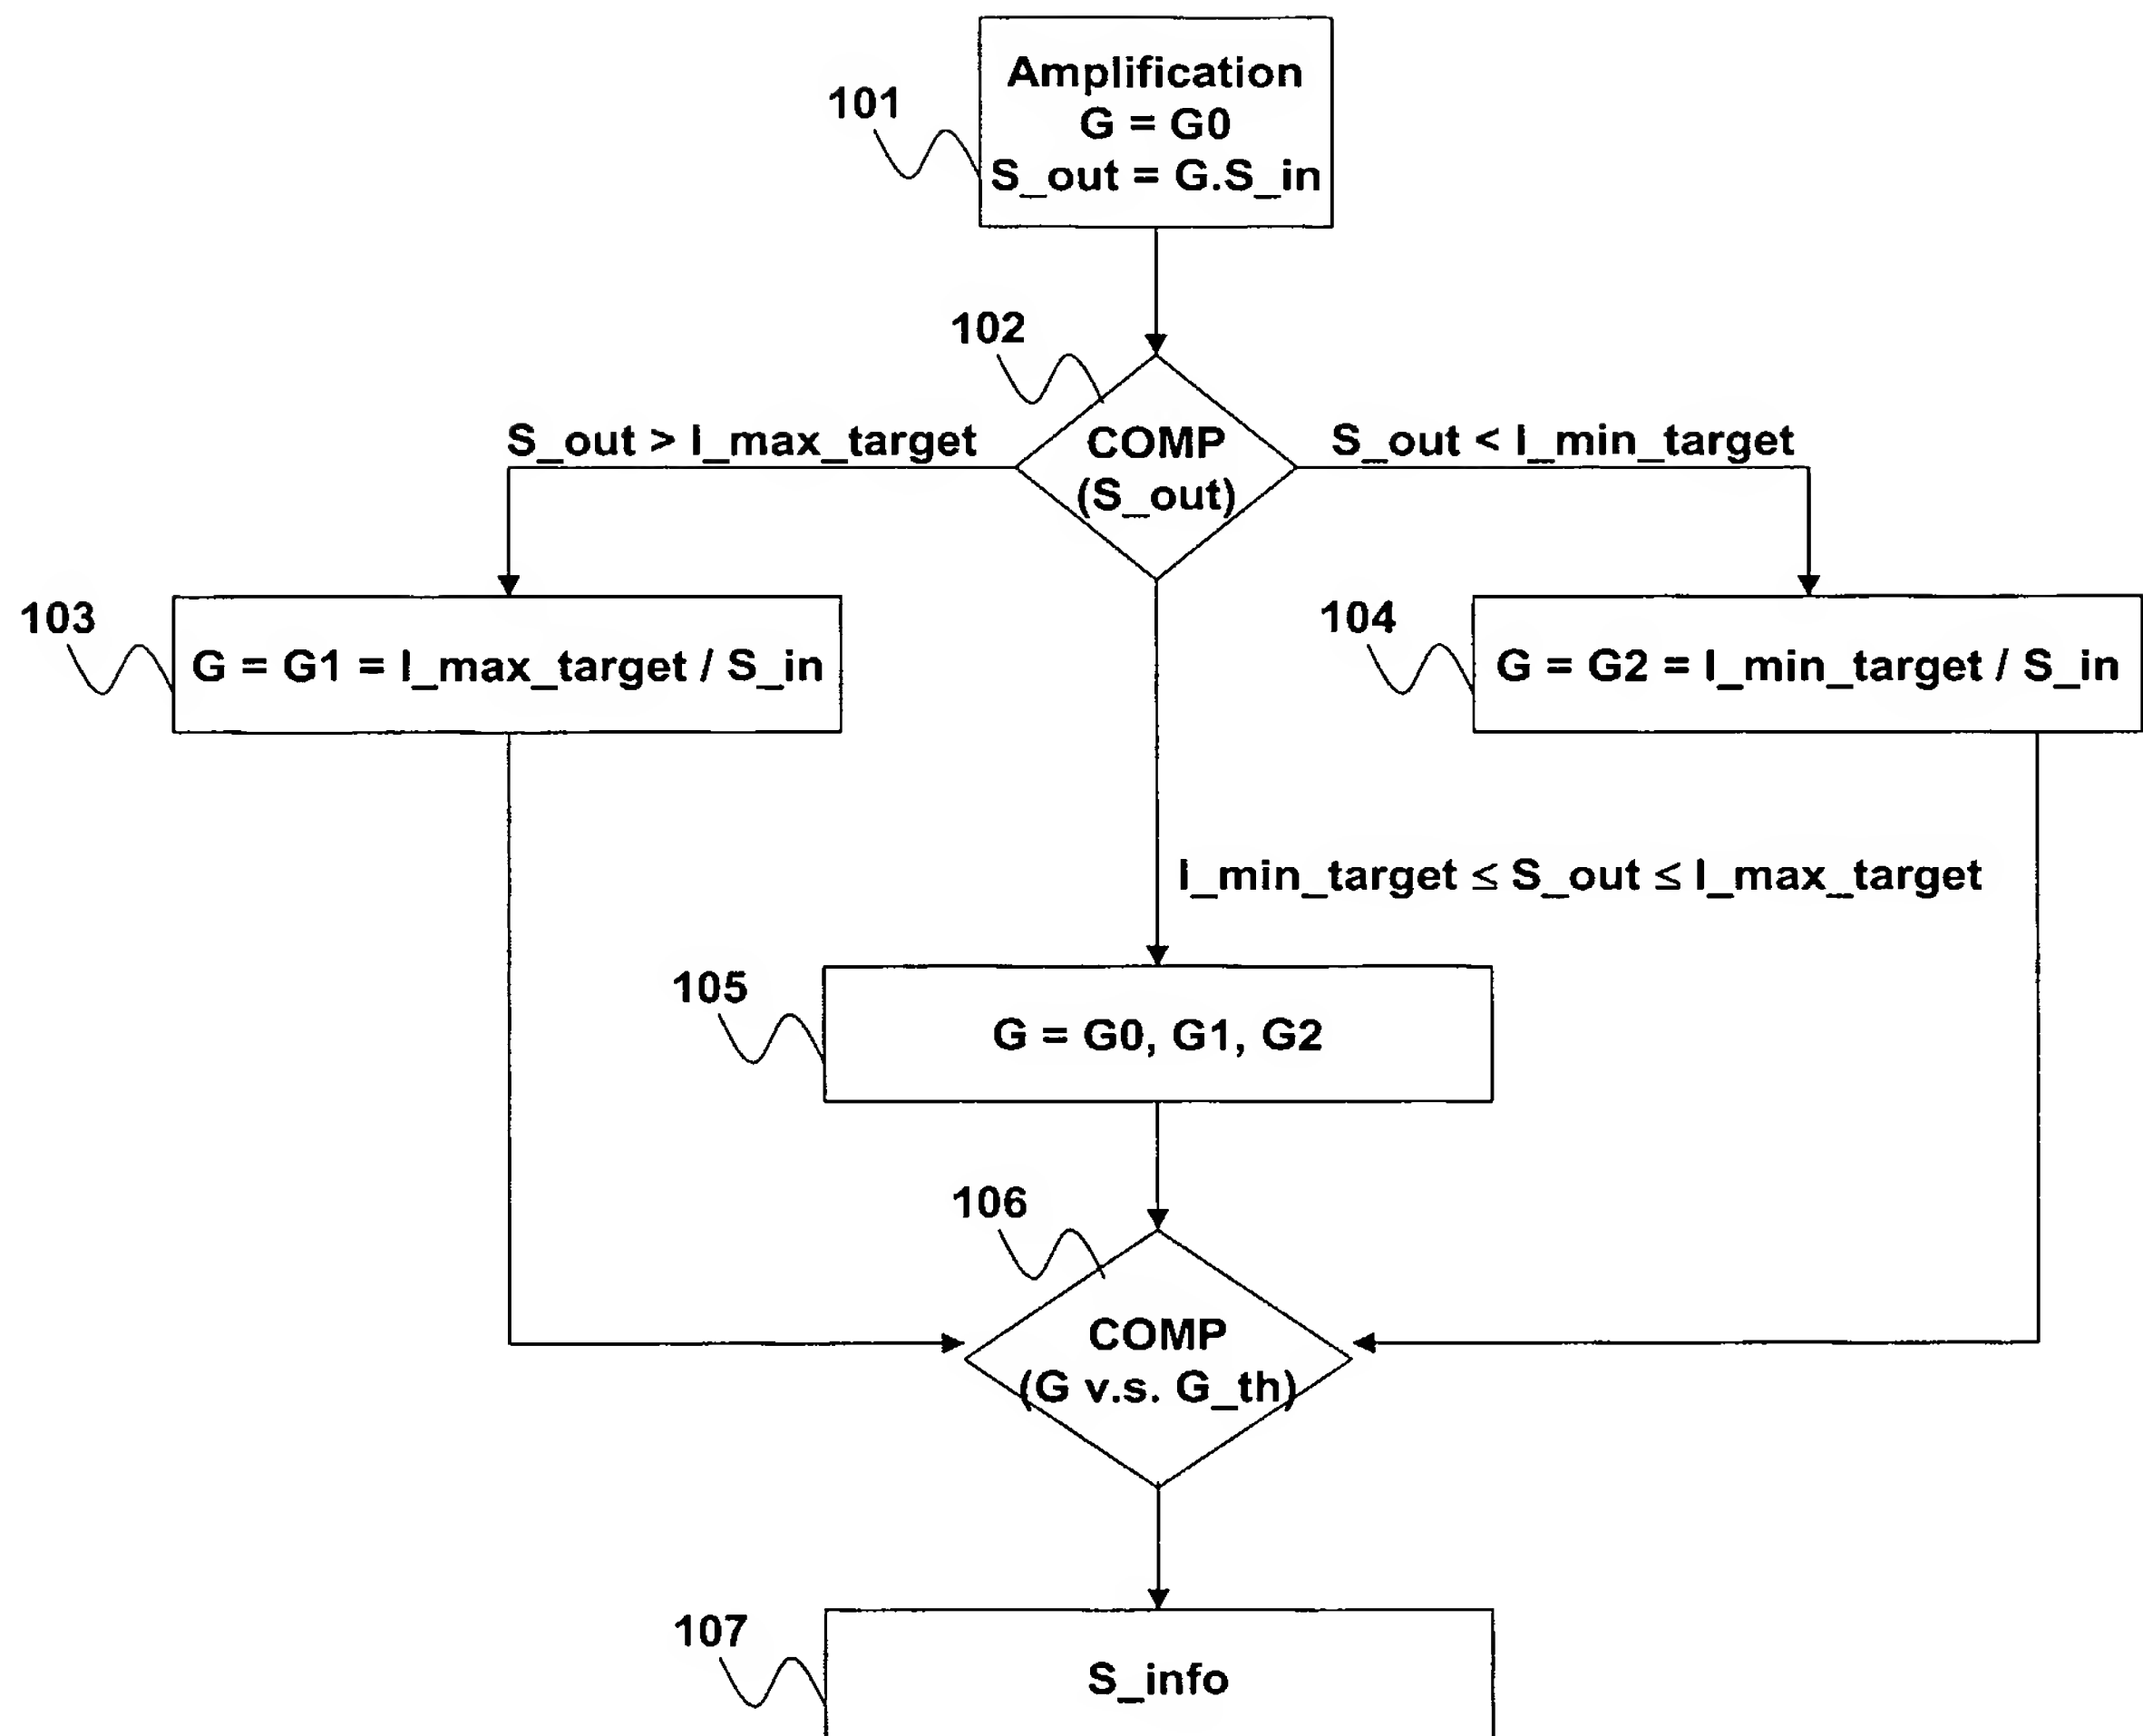 Amplification
G = G0
S_out = G.S_in
101
102
COMP
(S_out)
S_out > I_max_target
S_out < I_min_target
103
G = G1 = I_max_target / S_in
104
G = G2 = I_min_target / S_in
I_min_target ≤ S_out ≤ I_max_target
105
G = G0, G1, G2
106
COMP
(G v.s. G_th)
107
S_info